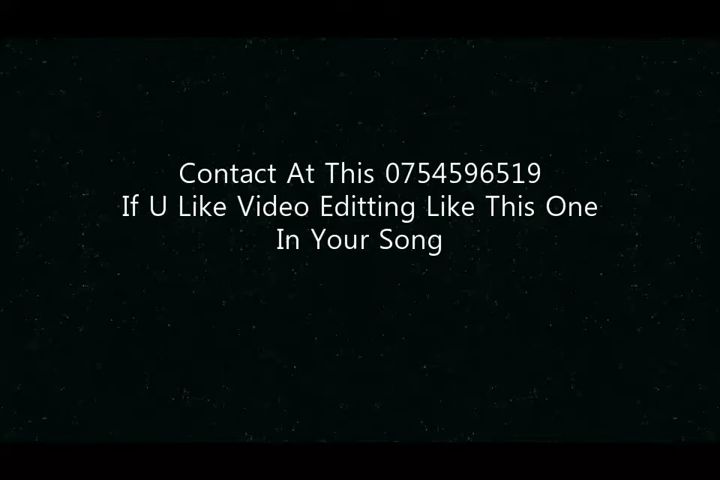 Contact At This 0754596519
If U Like Video Editting Like This One
In Your Song